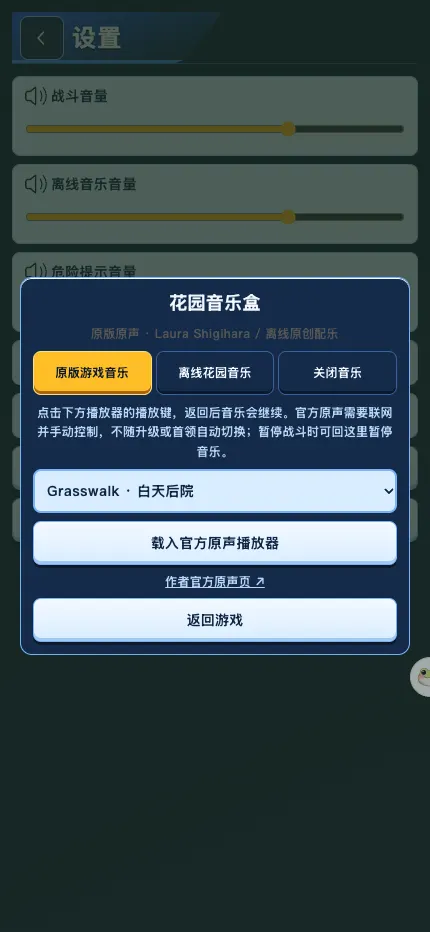 设置
战斗音量
离线音乐音量
危险提示音量
花园音乐盒
原版原声 · Laura Shigihara / 离线原创配乐
原版游戏音乐
离线花园音乐
关闭音乐
点击下方播放器的播放键，返回后音乐会继续。官方原声需要联网
并手动控制，不随升级或首领自动切换；暂停战斗时可回这里暂停
音乐。
Grasswalk · 白天后院
载入官方原声播放器
作者官方原声页 ↗
返回游戏